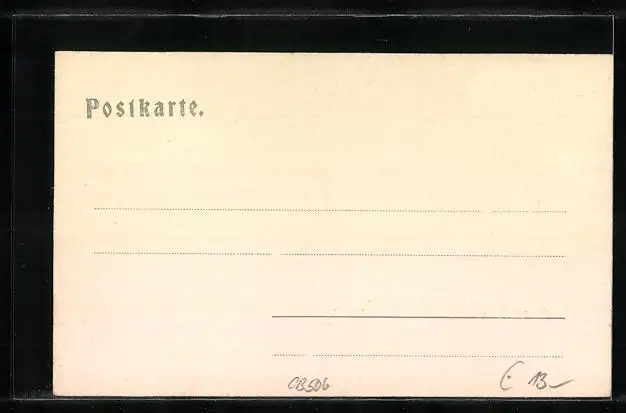 Postkarte.
CB506
€ 13.–